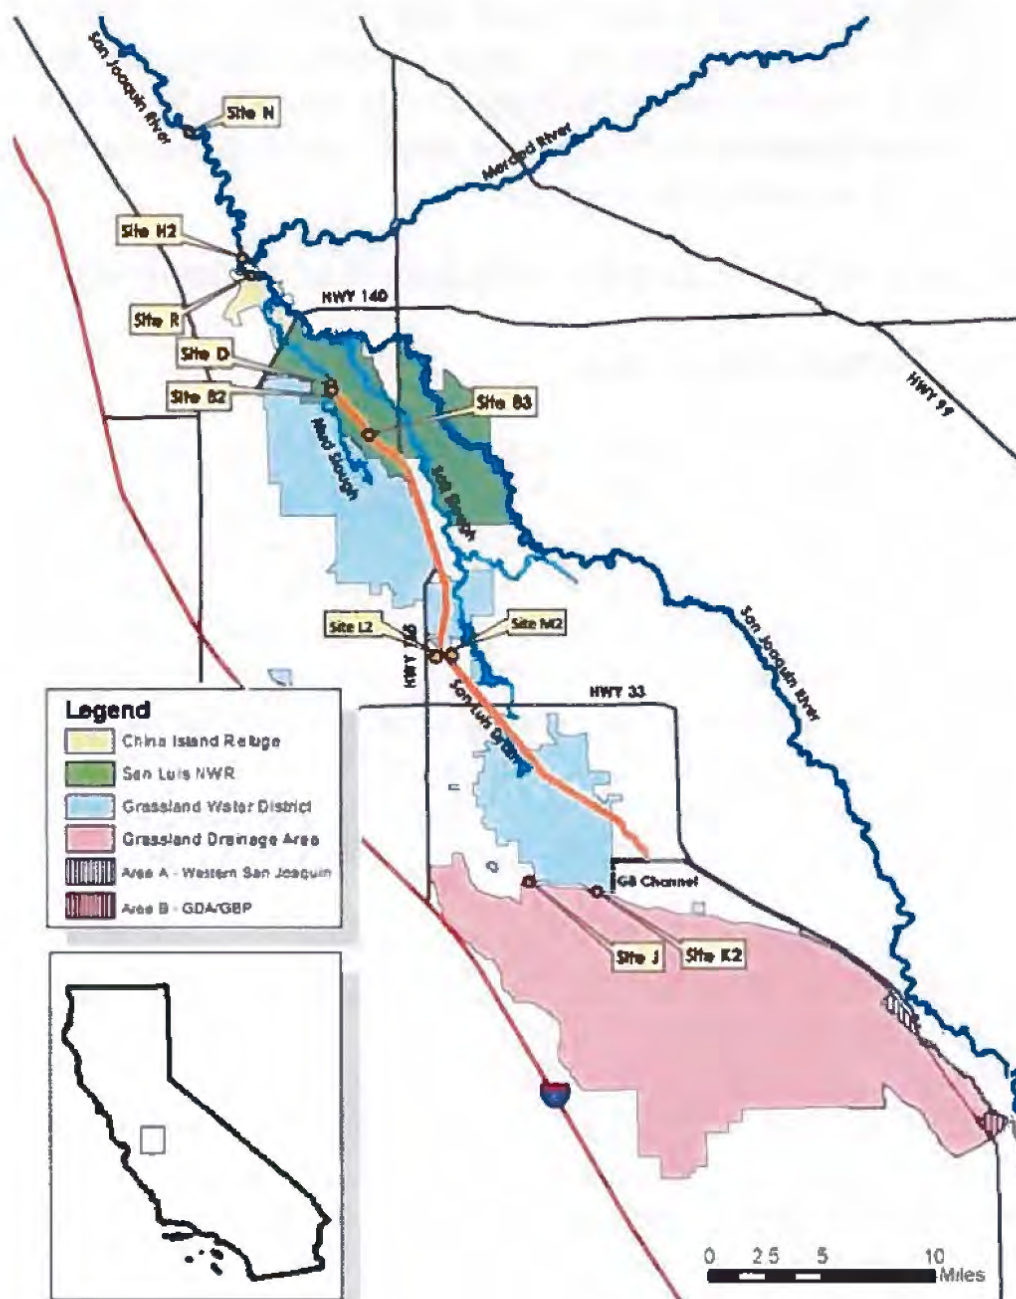 San Joaquin River
Site N
Merced River
Site H2
HWY 140
Site R
Site D
Site B2
Site B3
HWY 99
Mud Slough
Salt Slough
Site L2
Site M2
HWY 165
San Joaquin River
HWY 33
San Luis Drain
Legend
China Island Refuge
San Luis NWR
Grassland Water District
Grassland Drainage Area
Area A - Western San Joaquin
Area B - GDA/GBP
GB Channel
Site J
Site K2
0 2.5 5 10
Miles